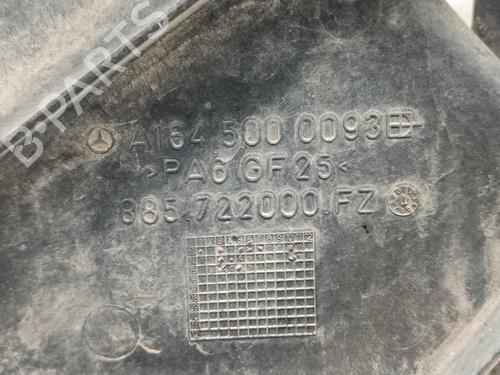 B-PARTS
A164 500 0093
>PA6 GF25<
885.722000.FZ